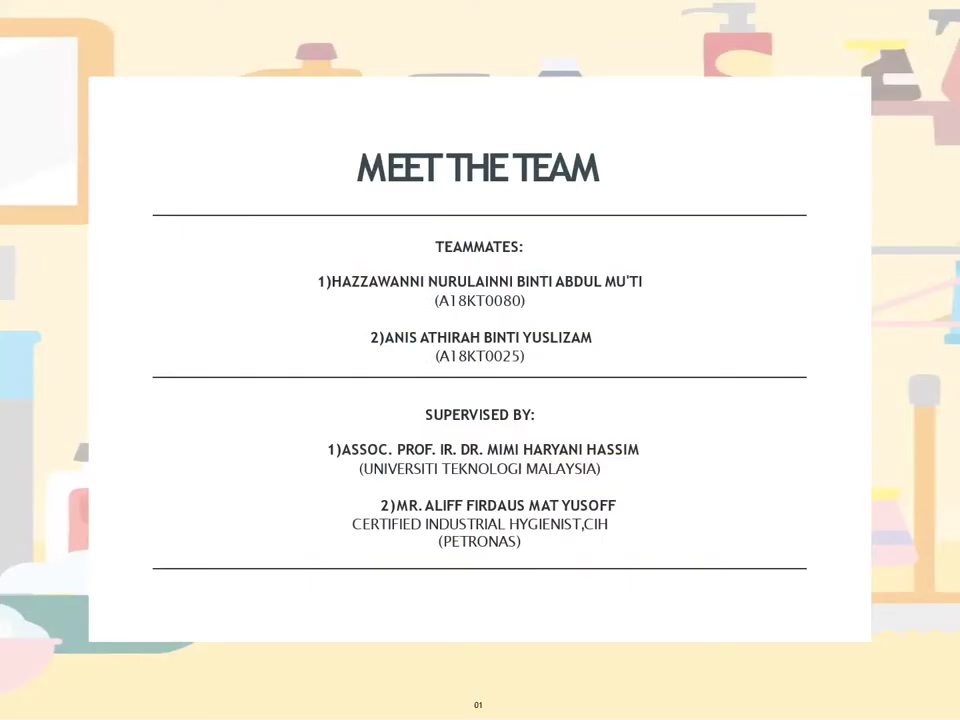 MEET THE TEAM
TEAMMATES:
1)HAZZAWANNI NURULAINNI BINTI ABDUL MU'TI
(A18KT0080)
2)ANIS ATHIRAH BINTI YUSLIZAM
(A18KT0025)
SUPERVISED BY:
1)ASSOC. PROF. IR. DR. MIMI HARYANI HASSIM
(UNIVERSITI TEKNOLOGI MALAYSIA)
2)MR. ALIFF FIRDAUS MAT YUSOFF
CERTIFIED INDUSTRIAL HYGIENIST,CIH
(PETRONAS)
01